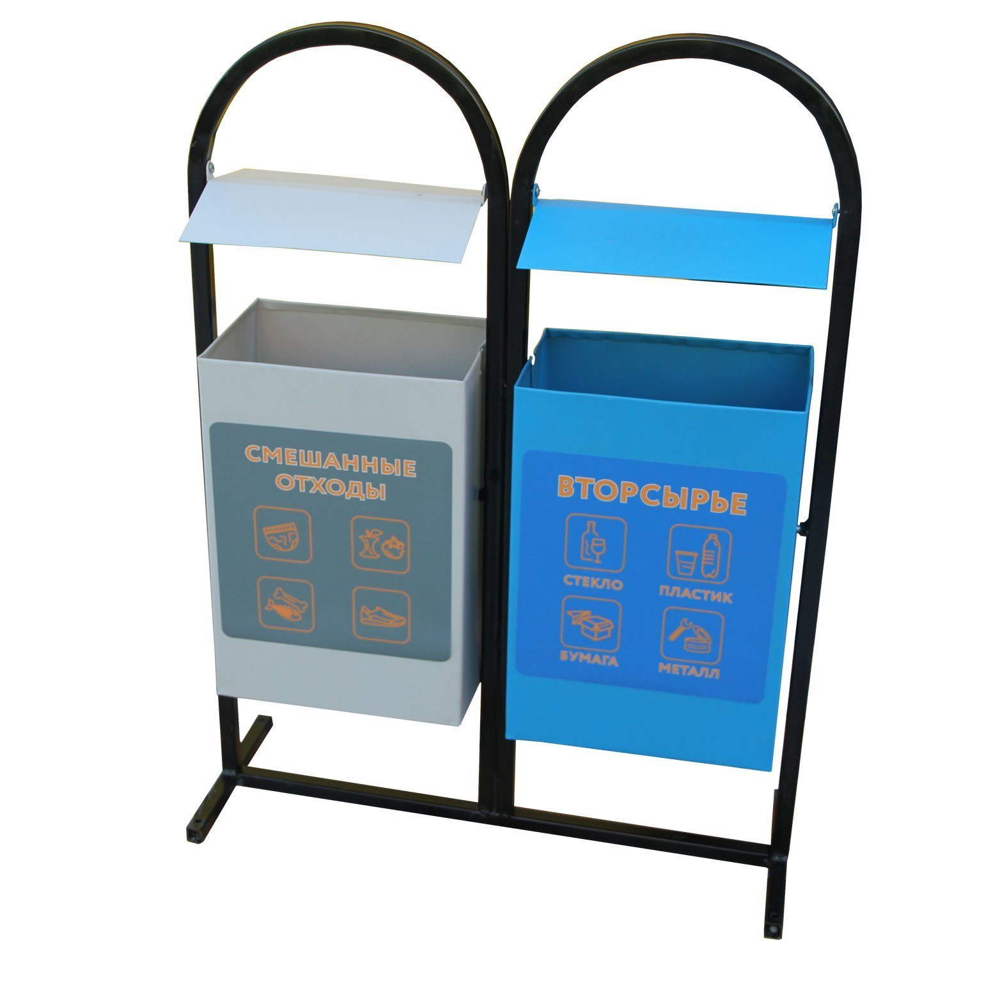 СМЕШАННЫЕ
ОТХОДЫ
ВТОРСЫРЬЕ
СТЕКЛО
ПЛАСТИК
БУМАГА
МЕТАЛЛ